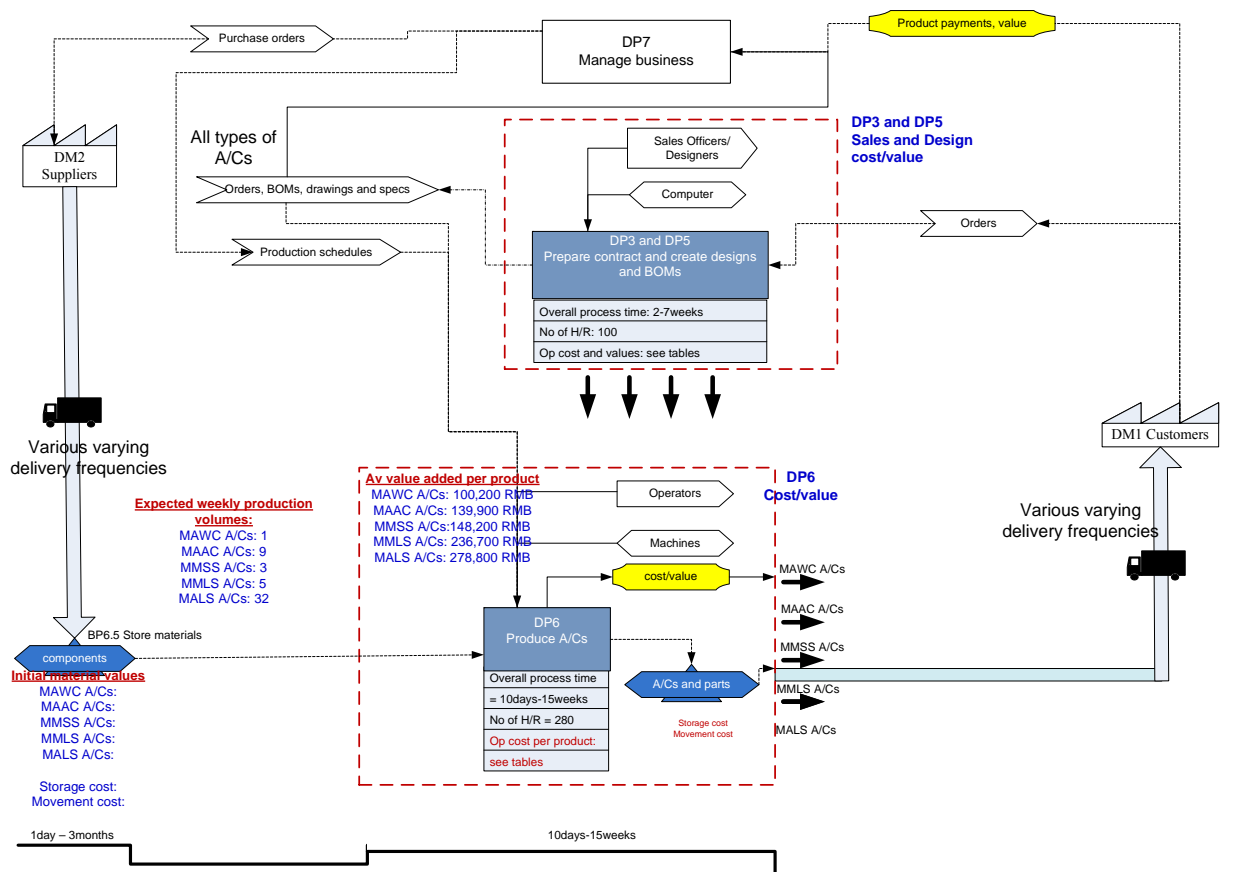 Purchase orders
DP7
Manage business
Product payments, value
DM2
Suppliers
All types of
A/Cs
Sales Officers/
Designers
Computer
DP3 and DP5
Sales and Design
cost/value
Orders, BOMs, drawings and specs
Orders
Production schedules
DP3 and DP5
Prepare contract and create designs
and BOMs
Overall process time: 2-7weeks
No of H/R: 100
Op cost and values: see tables
DM1 Customers
Various varying
delivery frequencies
Various varying
delivery frequencies
Expected weekly production
volumes:
MAWC A/Cs: 1
MAAC A/Cs: 9
MMSS A/Cs: 3
MMLS A/Cs: 5
MALS A/Cs: 32
Av value added per product
MAWC A/Cs: 100,200 RMB
MAAC A/Cs: 139,900 RMB
MMSS A/Cs:148,200 RMB
MMLS A/Cs: 236,700 RMB
MALS A/Cs: 278,800 RMB
Operators
Machines
cost/value
DP6
Cost/value
MAWC A/Cs
MAAC A/Cs
MMSS A/Cs
MMLS A/Cs
MALS A/Cs
BP6.5 Store materials
components
Initial material values
MAWC A/Cs:
MAAC A/Cs:
MMSS A/Cs:
MMLS A/Cs:
MALS A/Cs:
Storage cost:
Movement cost:
DP6
Produce A/Cs
Overall process time
= 10days-15weeks
No of H/R = 280
Op cost per product:
see tables
A/Cs and parts
Storage cost
Movement cost
1day – 3months
10days-15weeks